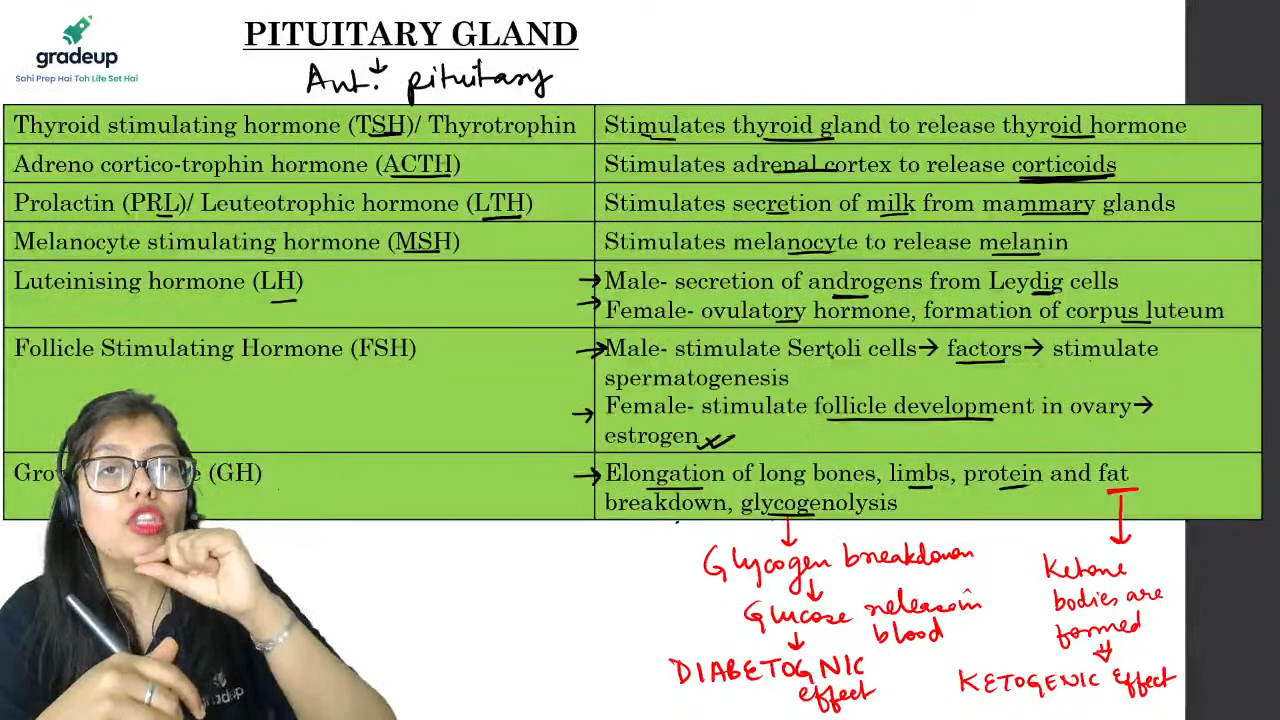 gradeup
Sahi Prep Hai Toh Life Set Hai
PITUITARY GLAND
Ant. pituitary
Thyroid stimulating hormone (TSH)/ Thyrotrophin
Stimulates thyroid gland to release thyroid hormone
Adreno cortico-trophin hormone (ACTH)
Stimulates adrenal cortex to release corticoids
Prolactin (PRL)/ Leuteotrophic hormone (LTH)
Stimulates secretion of milk from mammary glands
Melanocyte stimulating hormone (MSH)
Stimulates melanocyte to release melanin
Luteinising hormone (LH)
Male- secretion of androgens from Leydig cells
Female- ovulatory hormone, formation of corpus luteum
Follicle Stimulating Hormone (FSH)
Male- stimulate Sertoli cells→ factors→ stimulate
spermatogenesis
Female- stimulate follicle development in ovary→
estrogen
(GH)
Elongation of long bones, limbs, protein and fat
breakdown, glycogenolysis
Glycogen breakdown
Glucose release in
blood
DIABETOGNIC
effect
Ketone
bodies are
formed
KETOGENIC effect
gradeup